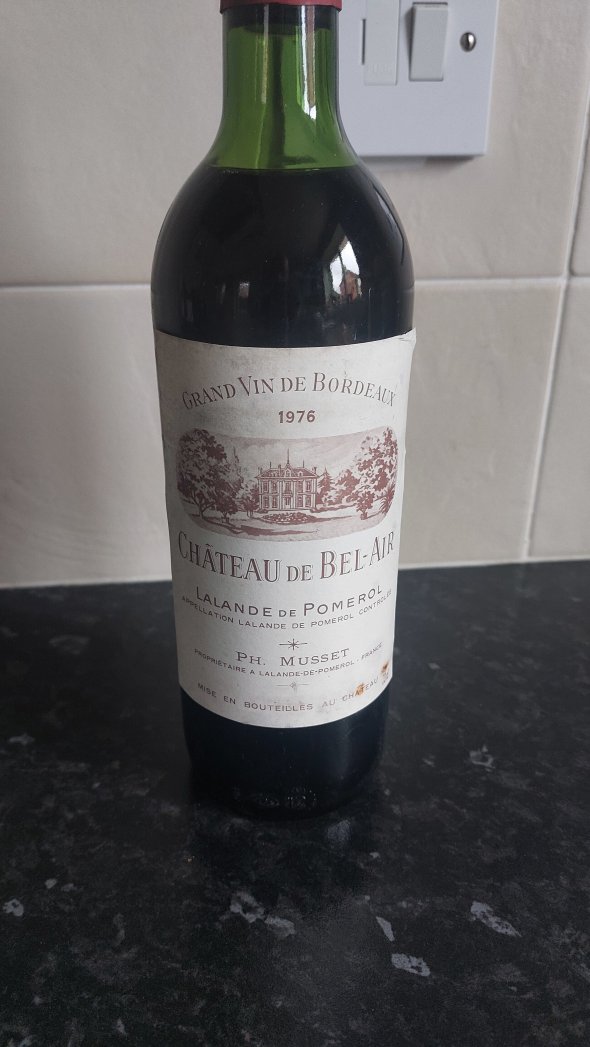 GRAND VIN DE BORDEAUX
1976
CHÂTEAU DE BEL-AIR
LALANDE DE POMEROL
APPELLATION LALANDE DE POMEROL CONTRÔLÉE
PH. MUSSET
PROPRIÉTAIRE A LALANDE-DE-POMEROL - FRANCE
MISE EN BOUTEILLES AU CHÂTEAU